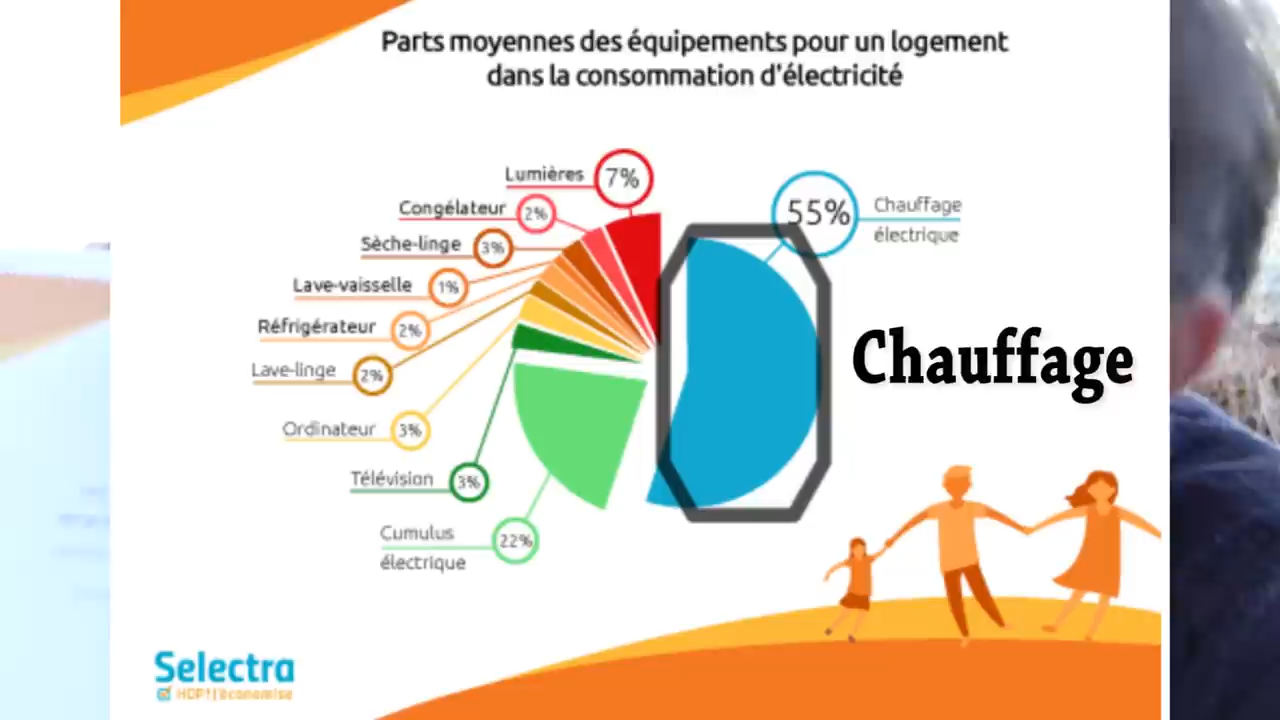 Parts moyennes des équipements pour un logement
dans la consommation d'électricité
Lumières
7%
Congélateur
2%
Sèche-linge
3%
Lave-vaisselle
1%
Réfrigérateur
2%
Lave-linge
2%
Ordinateur
3%
Télévision
3%
Cumulus
électrique
22%
55%
Chauffage
électrique
Chauffage
Selectra
HOP! J'économise